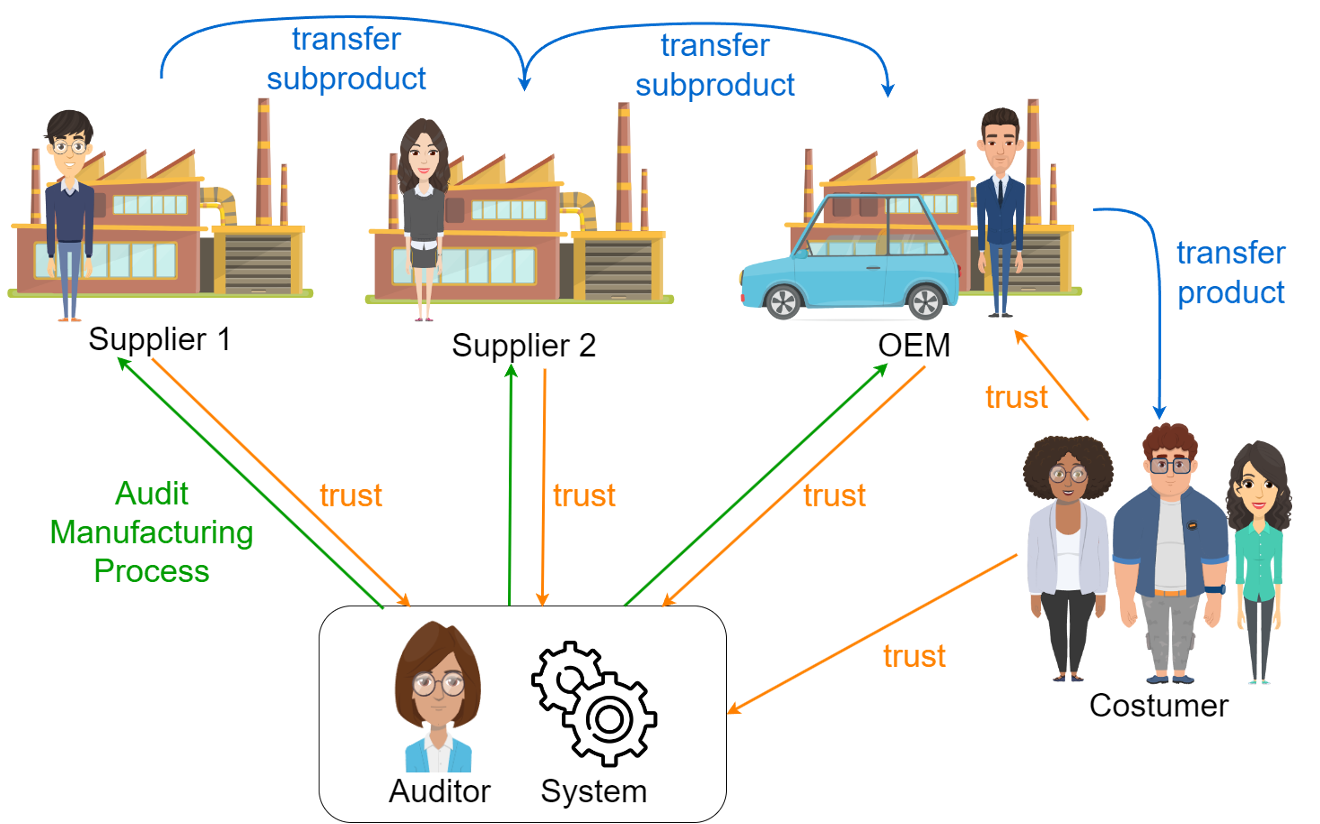 transfer
subproduct
transfer
subproduct
transfer
product
Supplier 1
Supplier 2
OEM
trust
Audit
Manufacturing
Process
trust
trust
trust
trust
Costumer
Auditor
System